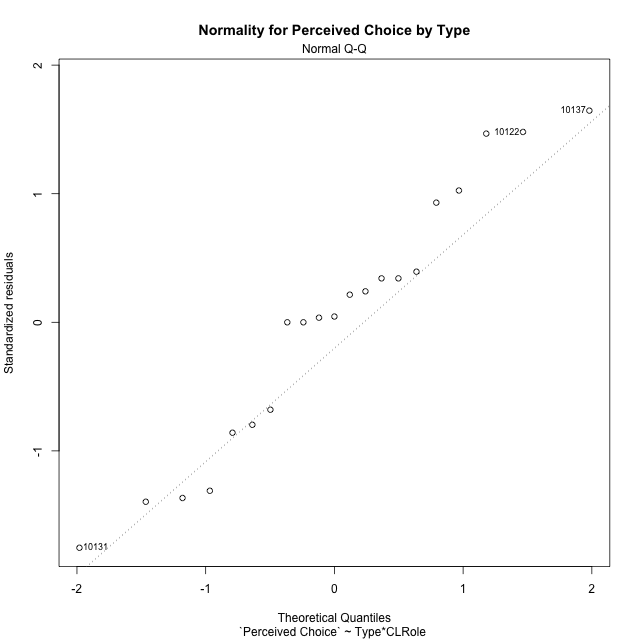 Normality for Perceived Choice by Type
Normal Q-Q
2
1
0
-1
Standardized residuals
10137
10122
10131
-2 -1 0 1 2
Theoretical Quantiles
`Perceived Choice` ~ Type*CLRole